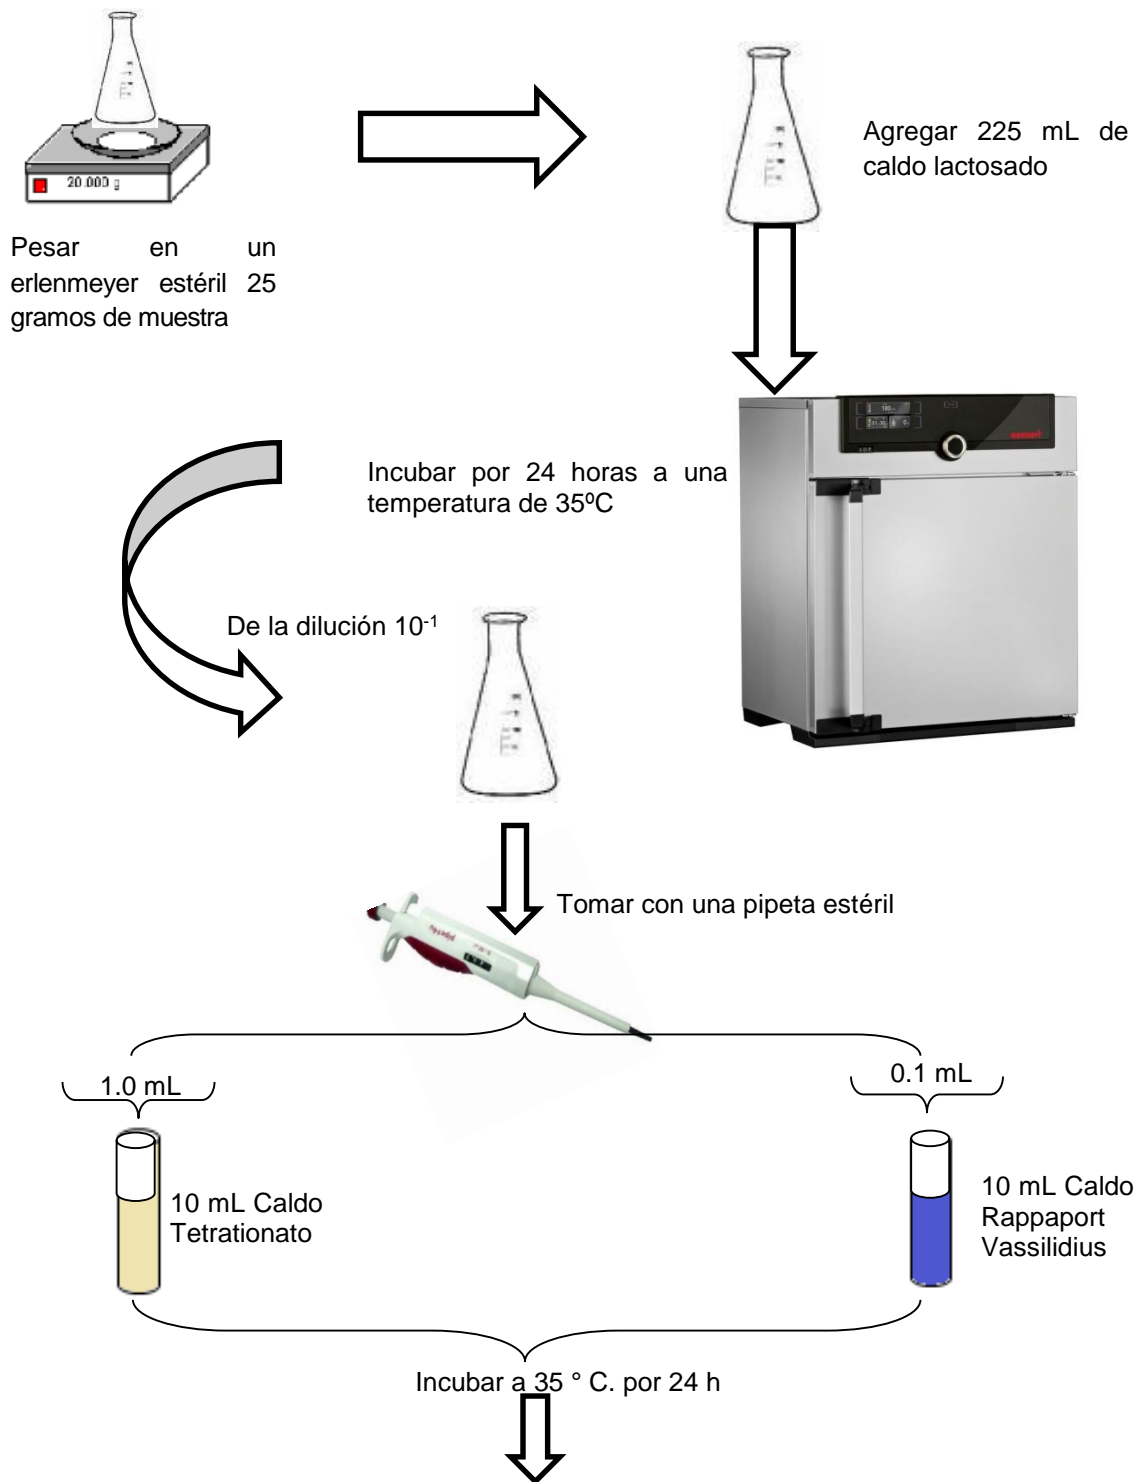 20.000 g
Pesar en un
erlenmeyer estéril 25
gramos de muestra
Agregar 225 mL de
caldo lactosado
Incubar por 24 horas a una
temperatura de 35ºC
De la dilución 10⁻¹
Tomar con una pipeta estéril
1.0 mL
0.1 mL
10 mL Caldo
Tetrationato
10 mL Caldo
Rappaport
Vassilidius
Incubar a 35 ° C. por 24 h